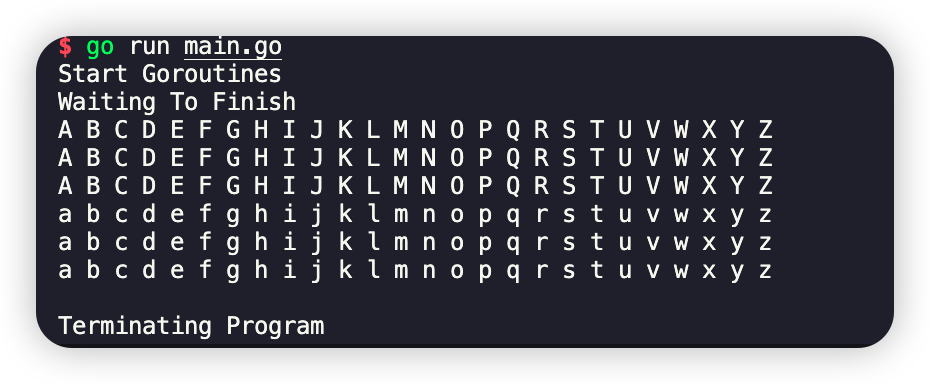 $ go run main.go
Start Goroutines
Waiting To Finish
A B C D E F G H I J K L M N O P Q R S T U V W X Y Z
A B C D E F G H I J K L M N O P Q R S T U V W X Y Z
A B C D E F G H I J K L M N O P Q R S T U V W X Y Z
a b c d e f g h i j k l m n o p q r s t u v w x y z
a b c d e f g h i j k l m n o p q r s t u v w x y z
a b c d e f g h i j k l m n o p q r s t u v w x y z
Terminating Program